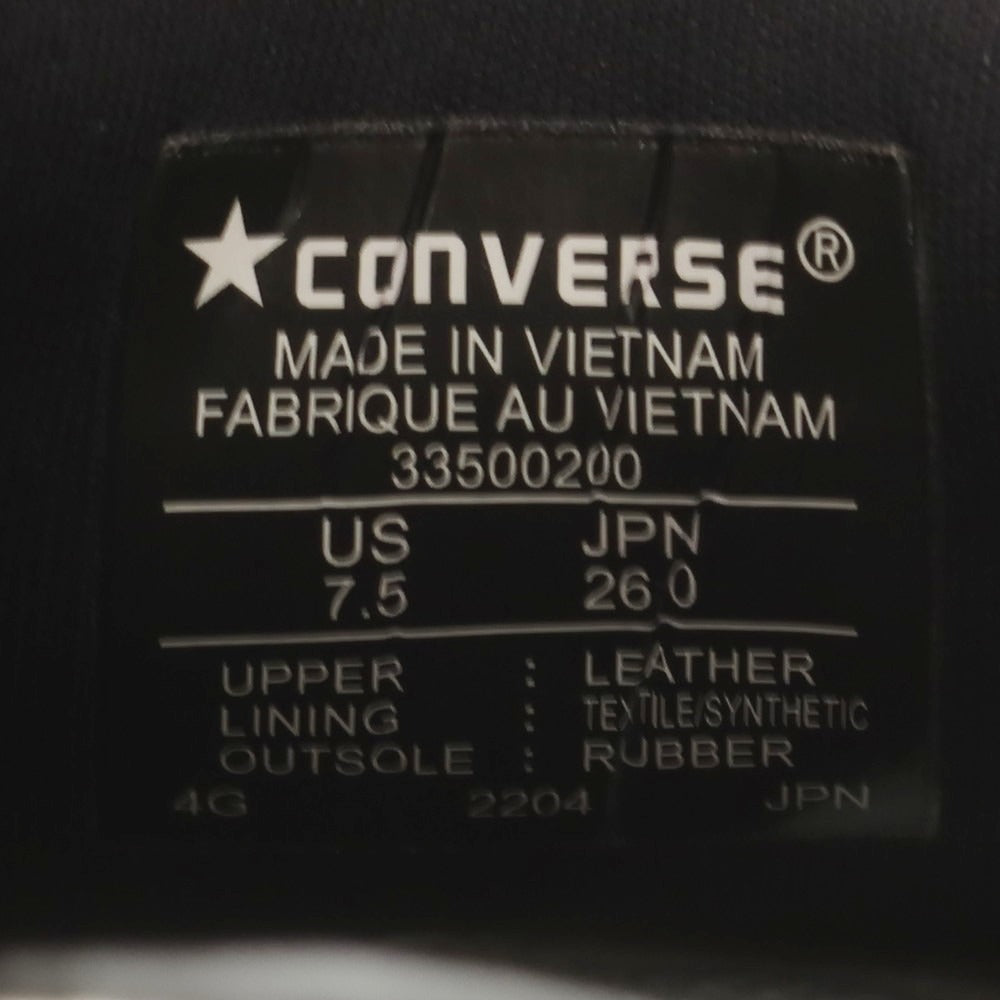 ★CONVERSE®
MADE IN VIETNAM
FABRIQUE AU VIETNAM
33500200
US JPN
7.5 26.0
UPPER : LEATHER
LINING : TEXTILE/SYNTHETIC
OUTSOLE : RUBBER
4G 2204 JPN